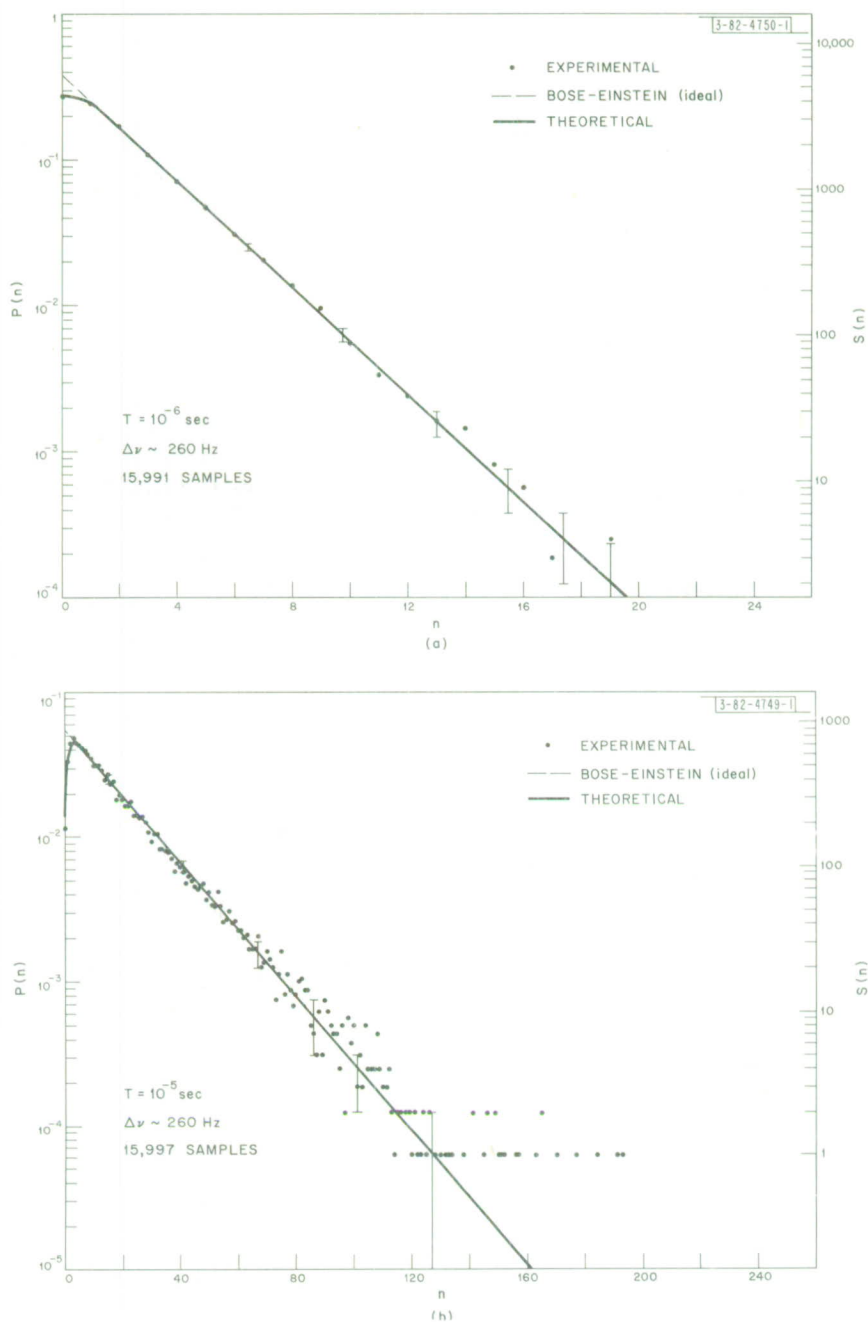 3-82-4750-1
1
10,000
EXPERIMENTAL
BOSE-EINSTEIN (ideal)
THEORETICAL
10⁻¹
1000
P(n)
10⁻²
100
S(n)
T = 10⁻⁶ sec
Δν ~ 260 Hz
15,991 SAMPLES
10⁻³
10
10⁻⁴
0 4 8 12 16 20 24
n
(a)
3-82-4749-1
10⁻¹
1000
EXPERIMENTAL
BOSE-EINSTEIN (ideal)
THEORETICAL
10⁻²
100
P(n)
10⁻³
10
S(n)
T = 10⁻⁵ sec
Δν ~ 260 Hz
15,997 SAMPLES
10⁻⁴
1
10⁻⁵
0 40 80 120 160 200 240
n
(b)